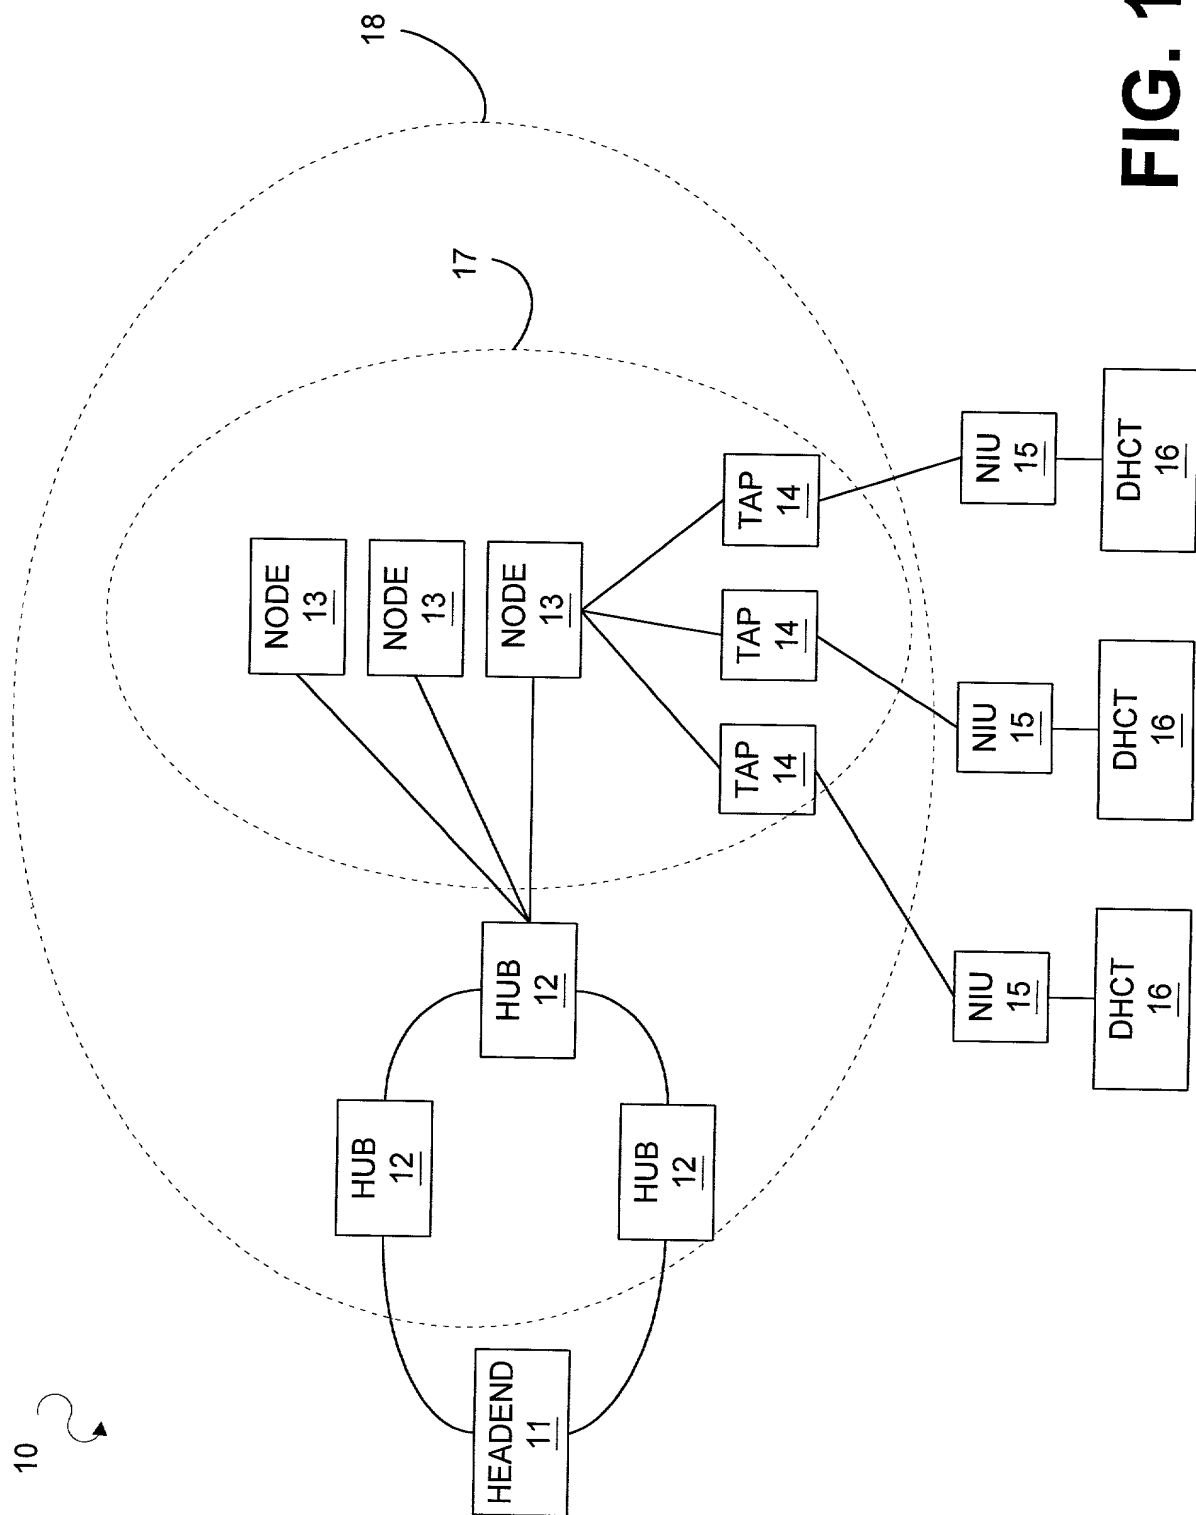 10
18
17
HEADEND
11
HUB
12
HUB
12
HUB
12
NODE
13
NODE
13
NODE
13
TAP
14
TAP
14
TAP
14
NIU
15
NIU
15
NIU
15
DHCT
16
DHCT
16
DHCT
16
FIG. 1